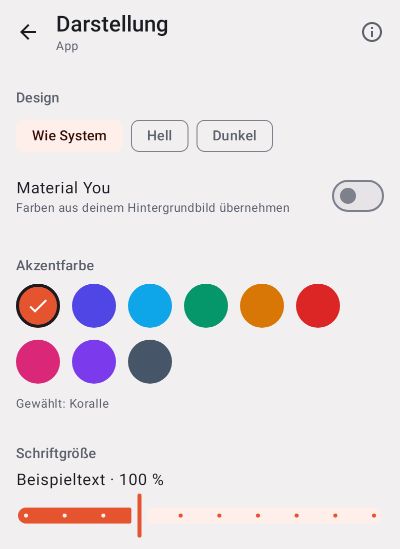 Darstellung
App
Design
Wie System
Hell
Dunkel
Material You
Farben aus deinem Hintergrundbild übernehmen
Akzentfarbe
Gewählt: Koralle
Schriftgröße
Beispieltext · 100 %